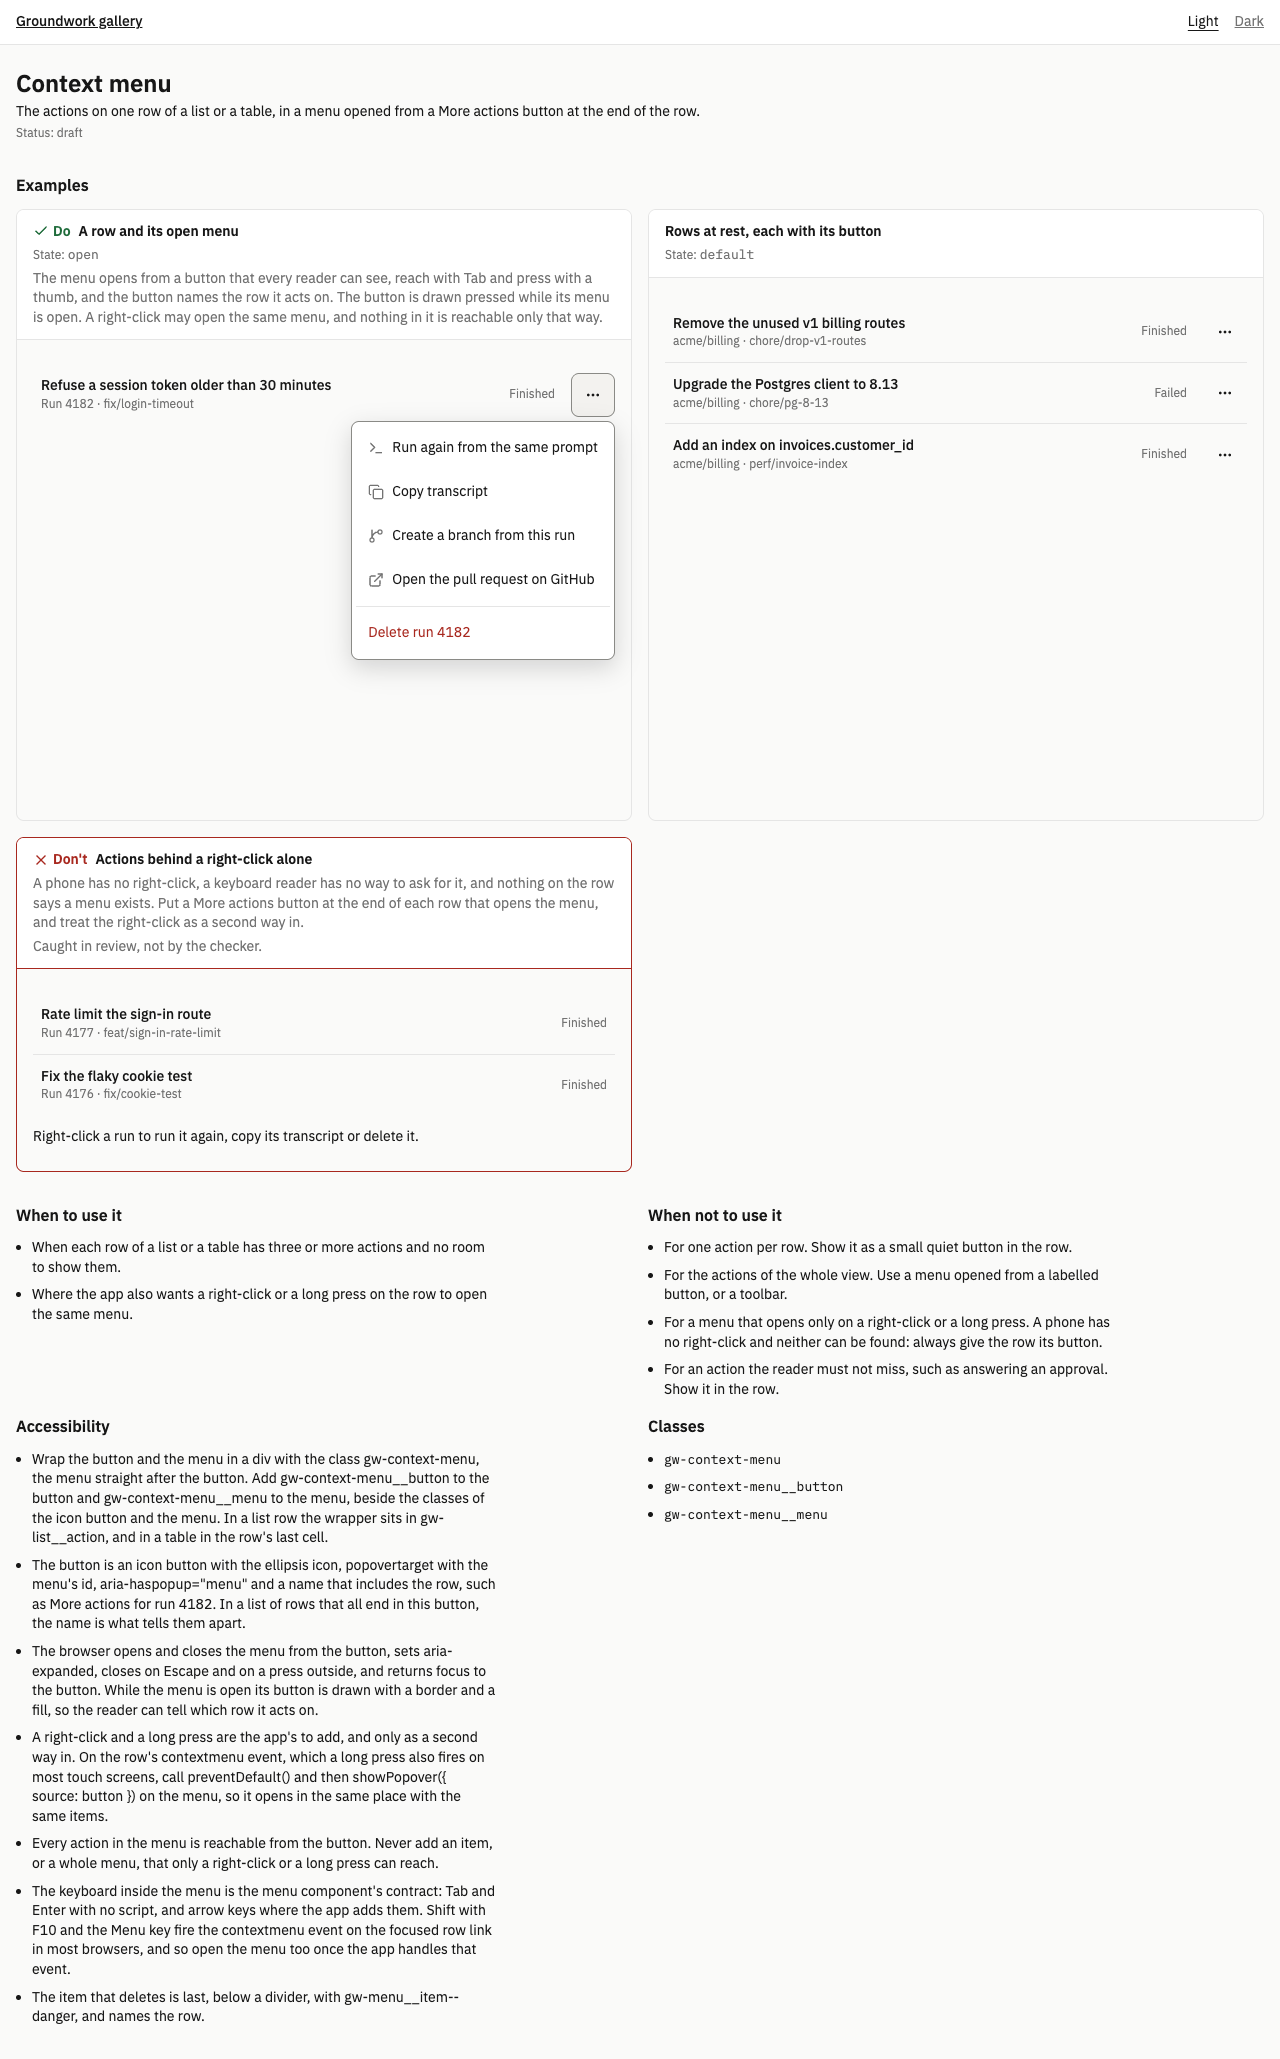 Groundwork gallery
Light
Dark
Context menu
The actions on one row of a list or a table, in a menu opened from a More actions button at the end of the row.
Status: draft
Examples
Do A row and its open menu
State: open
The menu opens from a button that every reader can see, reach with Tab and press with a
thumb, and the button names the row it acts on. The button is drawn pressed while its menu
is open. A right-click may open the same menu, and nothing in it is reachable only that way.
Refuse a session token older than 30 minutes
Run 4182 · fix/login-timeout
Finished
Run again from the same prompt
Copy transcript
Create a branch from this run
Open the pull request on GitHub
Delete run 4182
Rows at rest, each with its button
State: default
Remove the unused v1 billing routes
acme/billing · chore/drop-v1-routes
Finished
Upgrade the Postgres client to 8.13
acme/billing · chore/pg-8-13
Failed
Add an index on invoices.customer_id
acme/billing · perf/invoice-index
Finished
Don't Actions behind a right-click alone
A phone has no right-click, a keyboard reader has no way to ask for it, and nothing on the row
says a menu exists. Put a More actions button at the end of each row that opens the menu,
and treat the right-click as a second way in.
Caught in review, not by the checker.
Rate limit the sign-in route
Run 4177 · feat/sign-in-rate-limit
Finished
Fix the flaky cookie test
Run 4176 · fix/cookie-test
Finished
Right-click a run to run it again, copy its transcript or delete it.
When to use it
• When each row of a list or a table has three or more actions and no room
to show them.
• Where the app also wants a right-click or a long press on the row to open
the same menu.
When not to use it
• For one action per row. Show it as a small quiet button in the row.
• For the actions of the whole view. Use a menu opened from a labelled
button, or a toolbar.
• For a menu that opens only on a right-click or a long press. A phone has
no right-click and neither can be found: always give the row its button.
• For an action the reader must not miss, such as answering an approval.
Show it in the row.
Accessibility
• Wrap the button and the menu in a div with the class gw-context-menu,
the menu straight after the button. Add gw-context-menu__button to the
button and gw-context-menu__menu to the menu, beside the classes of
the icon button and the menu. In a list row the wrapper sits in gw-
list__action, and in a table in the row's last cell.
• The button is an icon button with the ellipsis icon, popovertarget with the
menu's id, aria-haspopup="menu" and a name that includes the row, such
as More actions for run 4182. In a list of rows that all end in this button,
the name is what tells them apart.
• The browser opens and closes the menu from the button, sets aria-
expanded, closes on Escape and on a press outside, and returns focus to
the button. While the menu is open its button is drawn with a border and a
fill, so the reader can tell which row it acts on.
• A right-click and a long press are the app's to add, and only as a second
way in. On the row's contextmenu event, which a long press also fires on
most touch screens, call preventDefault() and then showPopover({
source: button }) on the menu, so it opens in the same place with the
same items.
• Every action in the menu is reachable from the button. Never add an item,
or a whole menu, that only a right-click or a long press can reach.
• The keyboard inside the menu is the menu component's contract: Tab and
Enter with no script, and arrow keys where the app adds them. Shift with
F10 and the Menu key fire the contextmenu event on the focused row link
in most browsers, and so open the menu too once the app handles that
event.
• The item that deletes is last, below a divider, with gw-menu__item--
danger, and names the row.
Classes
• gw-context-menu
• gw-context-menu__button
• gw-context-menu__menu